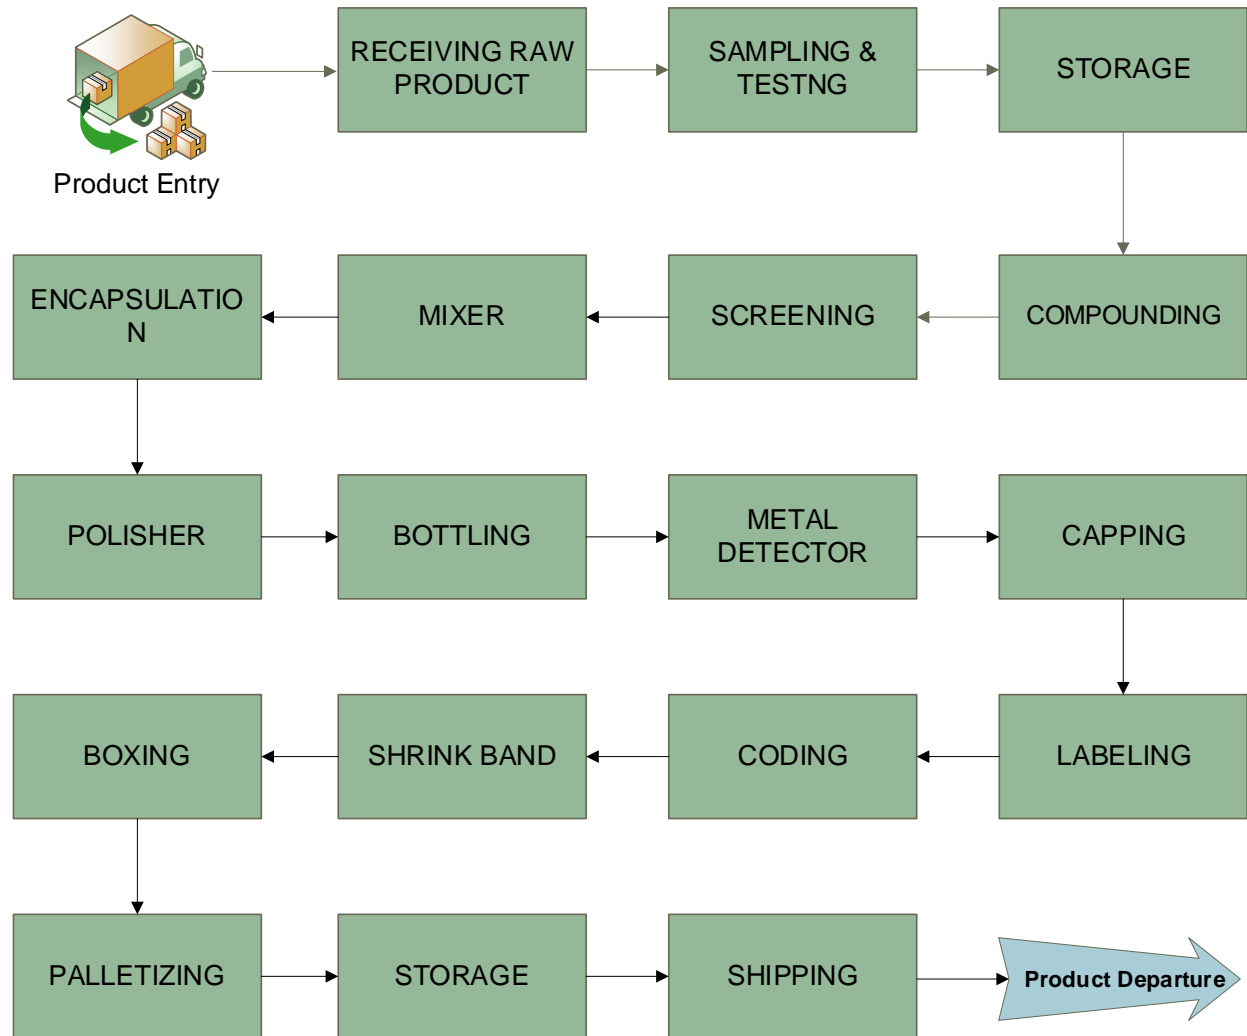 RECEIVING RAW
PRODUCT
SAMPLING &
TESTNG
STORAGE
Product Entry
ENCAPSULATIO
N
MIXER
SCREENING
COMPOUNDING
POLISHER
BOTTLING
METAL
DETECTOR
CAPPING
BOXING
SHRINK BAND
CODING
LABELING
PALLETIZING
STORAGE
SHIPPING
Product Departure